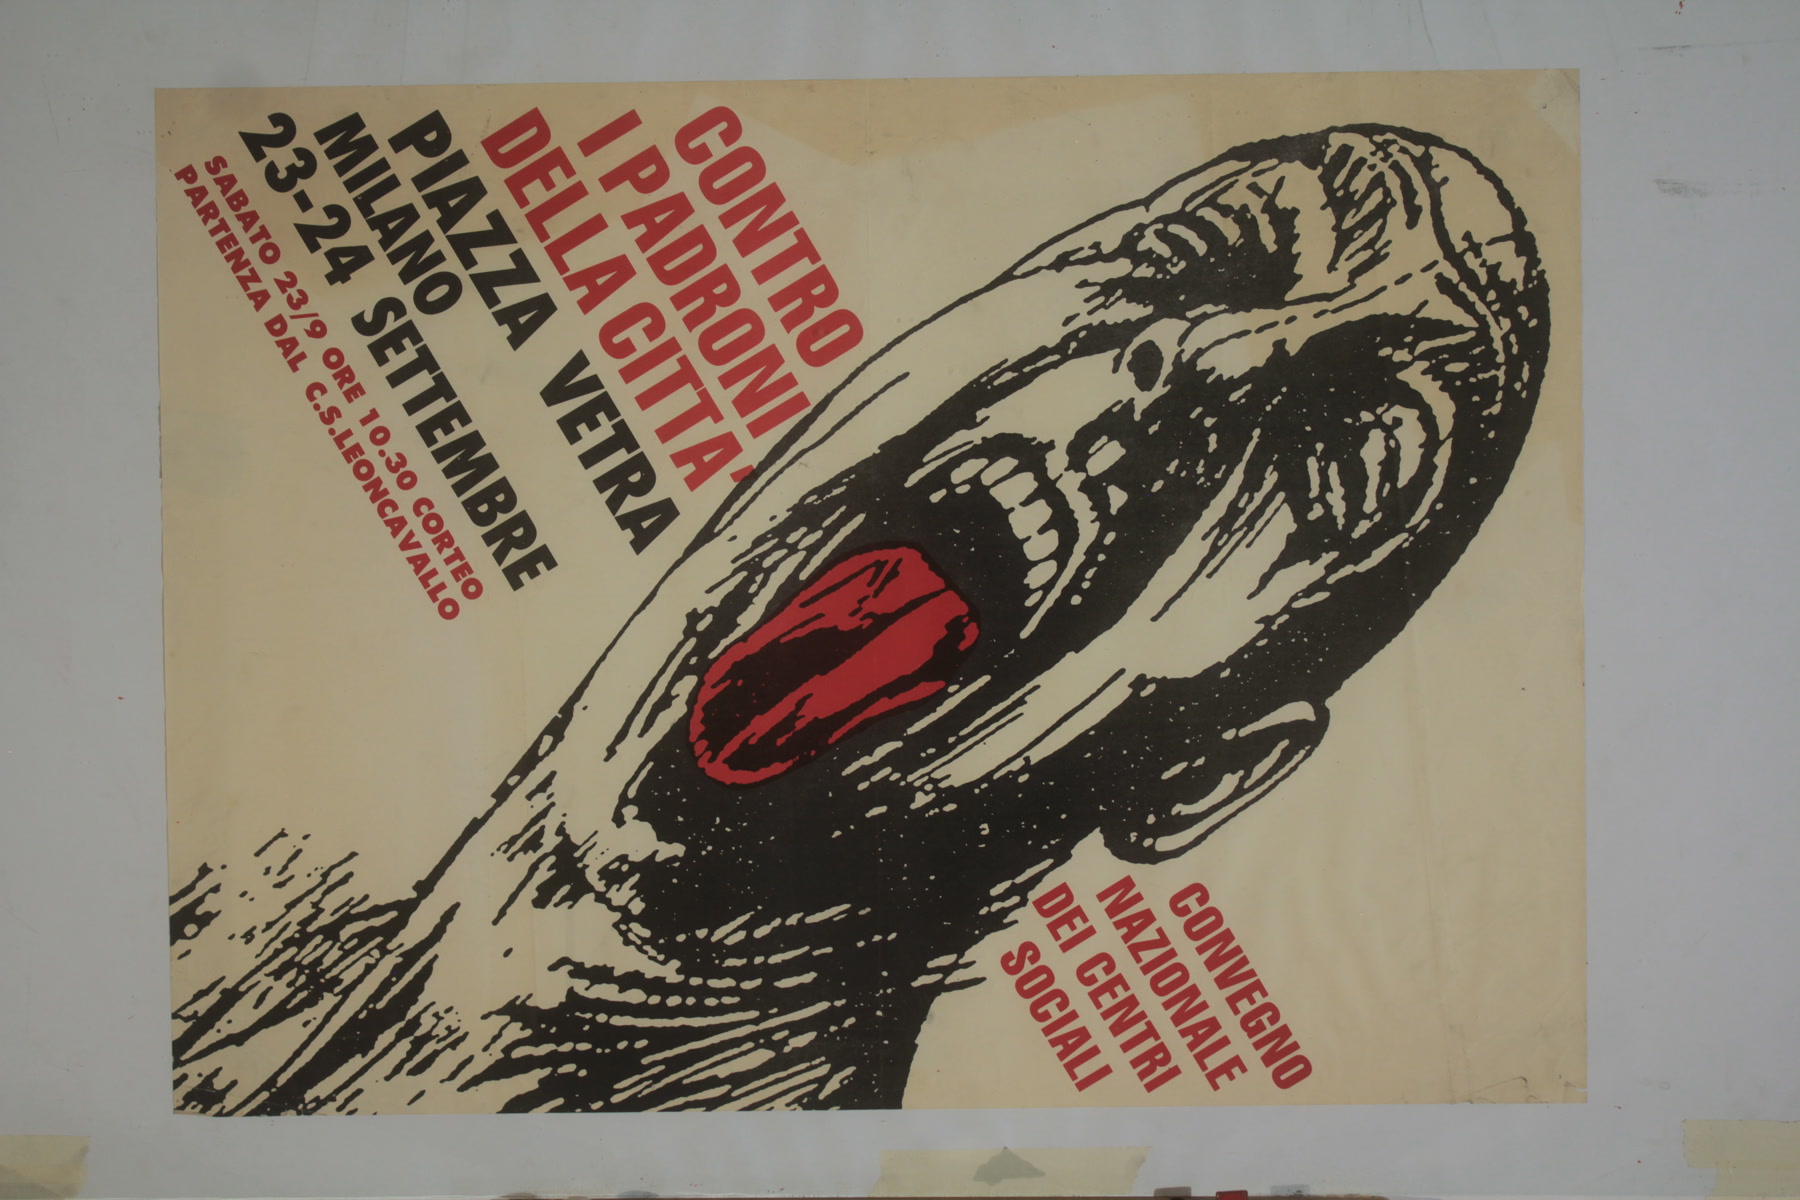 CONTRO
I PADRONI
DELLA CITTA'
PIAZZA VETRA
MILANO
23-24 SETTEMBRE
SABATO 23/9 ORE 10.30 CORTEO
PARTENZA DAL C.S.LEONCAVALLO
CONVEGNO
NAZIONALE
DEI CENTRI
SOCIALI